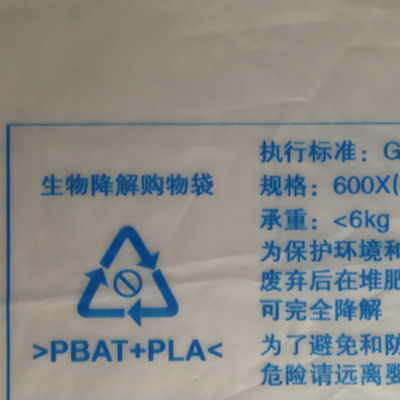 生物降解购物袋
>PBAT+PLA<
执行标准：G
规格：600X(
承重：<6kg
为保护环境和
废弃后在堆肥
可完全降解
为了避免和防
危险请远离婴